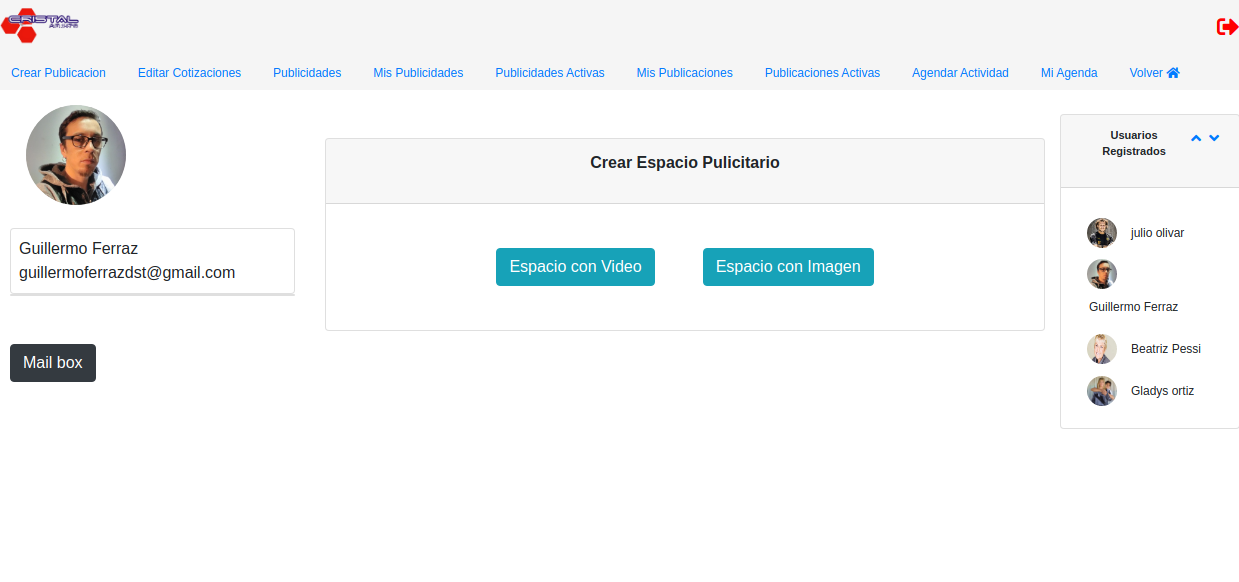 CRISTAL
Crear Publicacion Editar Cotizaciones Publicidades Mis Publicidades Publicidades Activas Mis Publicaciones Publicaciones Activas Agendar Actividad Mi Agenda Volver
Guillermo Ferraz
guillermoferrazdst@gmail.com
Mail box
Crear Espacio Pulicitario
Espacio con Video Espacio con Imagen
Usuarios
Registrados
julio olivar
Guillermo Ferraz
Beatriz Pessi
Gladys ortiz